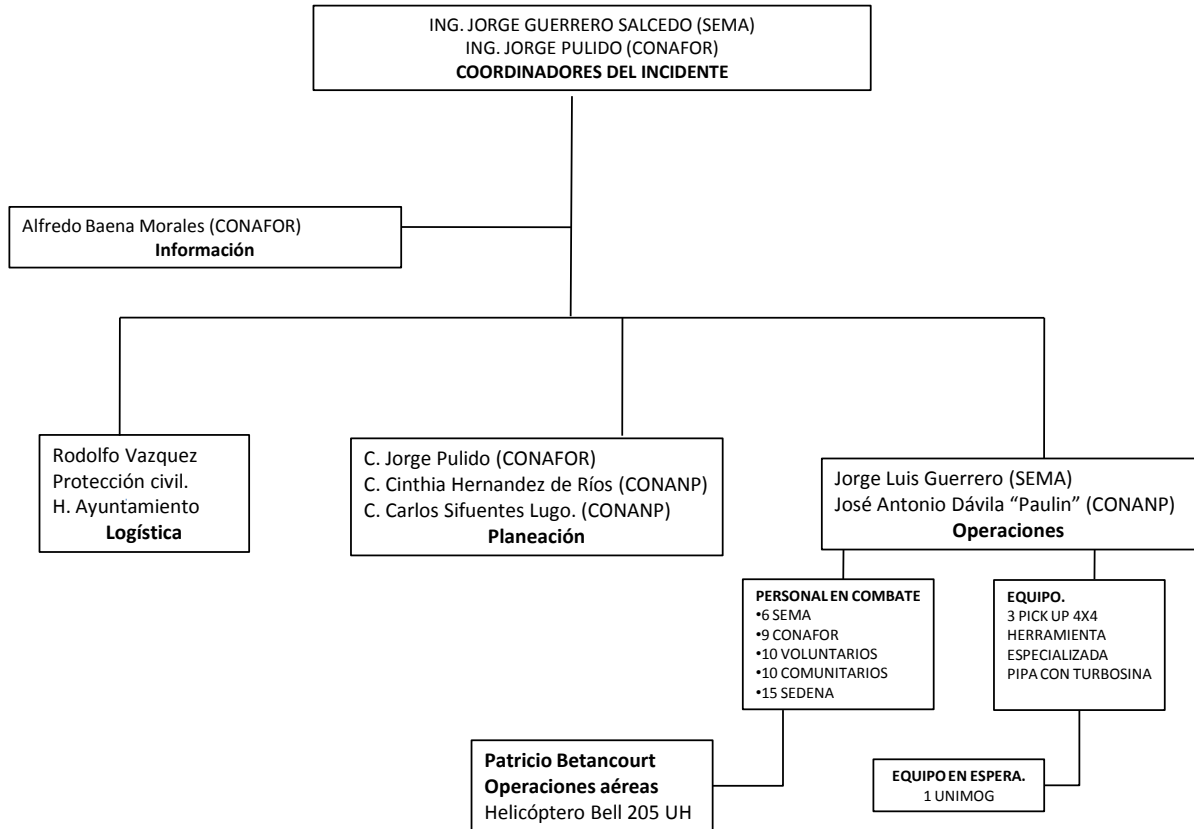 ING. JORGE GUERRERO SALCEDO (SEMA)
ING. JORGE PULIDO (CONAFOR)
COORDINADORES DEL INCIDENTE
Alfredo Baena Morales (CONAFOR)
Información
Rodolfo Vazquez
Protección civil.
H. Ayuntamiento
Logística
C. Jorge Pulido (CONAFOR)
C. Cinthia Hernandez de Ríos (CONANP)
C. Carlos Sifuentes Lugo. (CONANP)
Planeación
Jorge Luis Guerrero (SEMA)
José Antonio Dávila “Paulin” (CONANP)
Operaciones
PERSONAL EN COMBATE
•6 SEMA
•9 CONAFOR
•10 VOLUNTARIOS
•10 COMUNITARIOS
•15 SEDENA
EQUIPO.
3 PICK UP 4X4
HERRAMIENTA
ESPECIALIZADA
PIPA CON TURBOSINA
Patricio Betancourt
Operaciones aéreas
Helicóptero Bell 205 UH
EQUIPO EN ESPERA.
1 UNIMOG